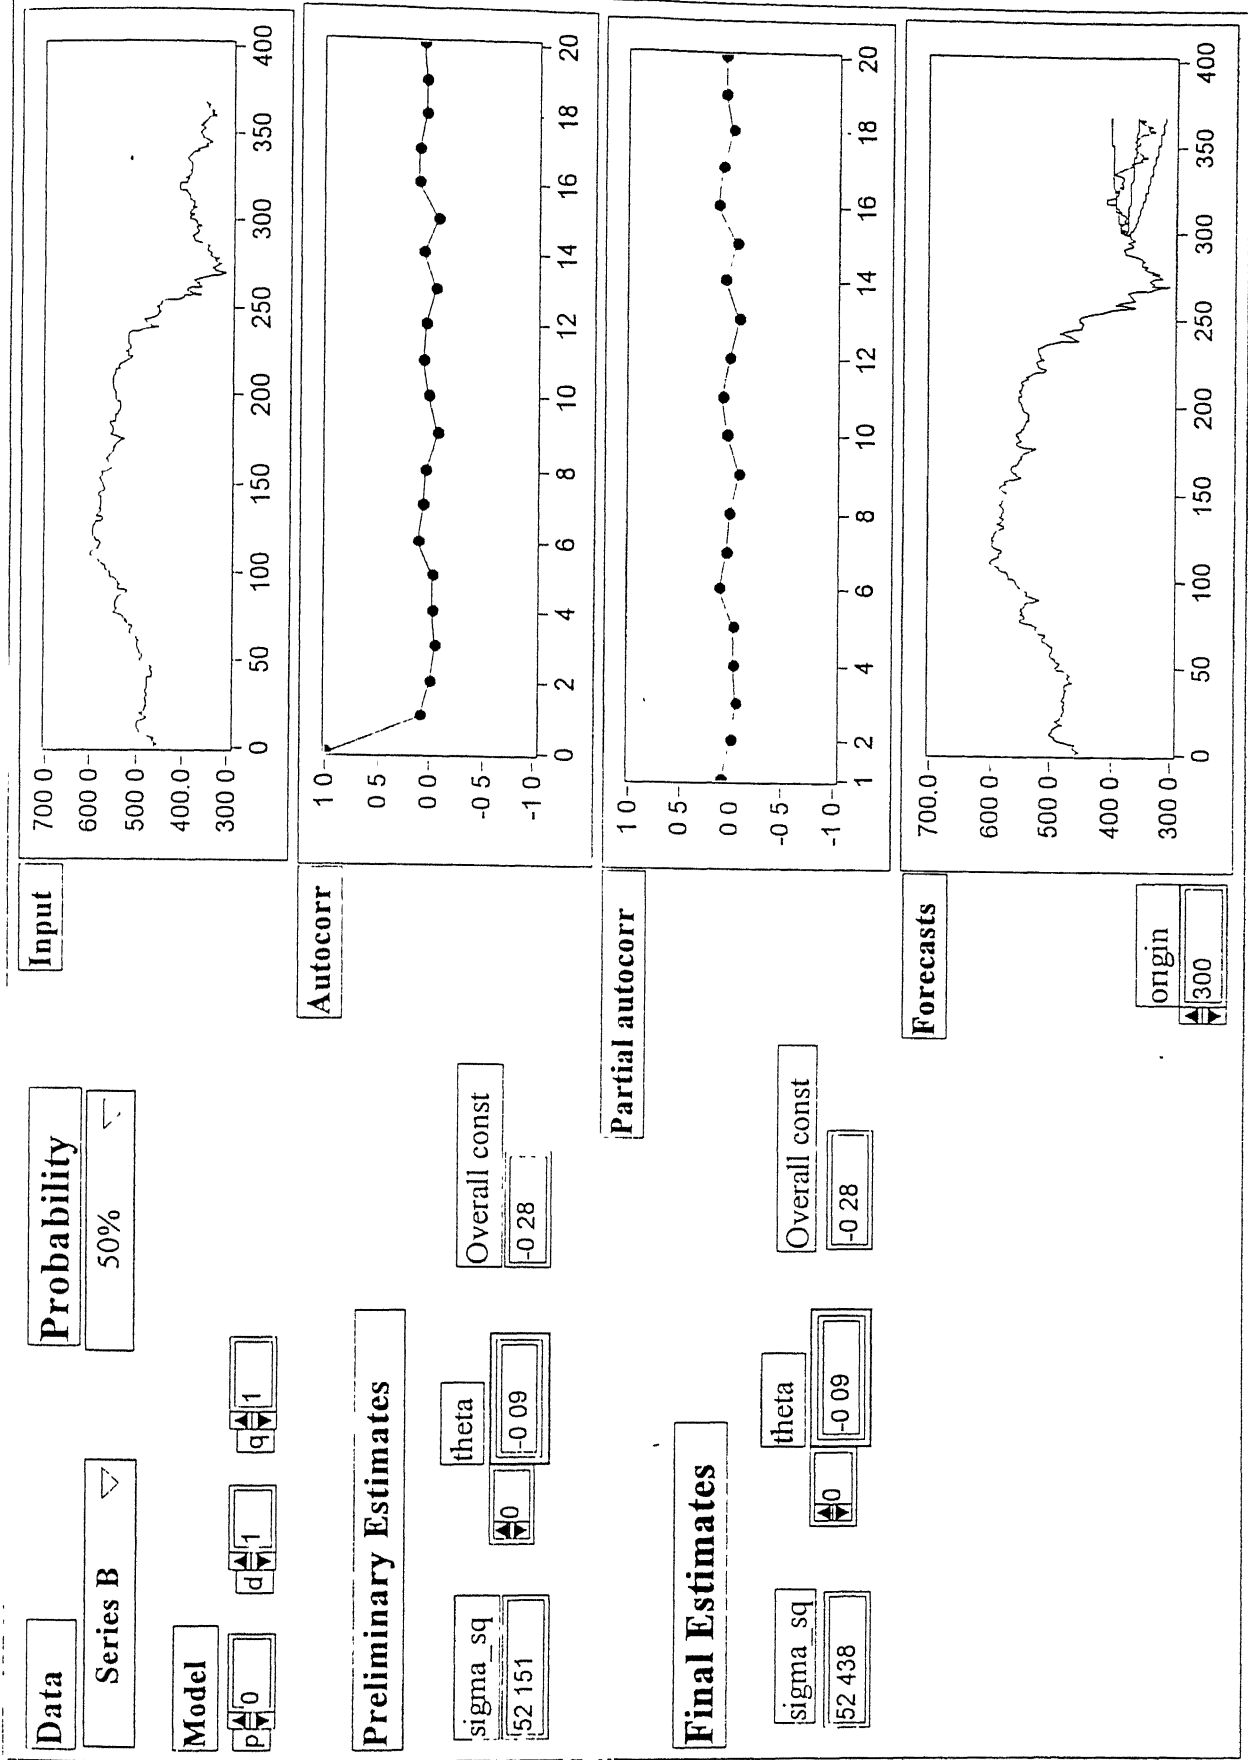 Data
Series B
Probability
50%
Model
p 0
d 1
q 1
Preliminary Estimates
sigma_sq
52 151
theta
0
-0 09
Overall const
-0 28
Final Estimates
sigma_sq
52 438
theta
0
-0 09
Overall const
-0 28
Input
700 0
600 0
500 0
400.0
300 0
0 50 100 150 200 250 300 350 400
Autocorr
1 0
0 5
0 0
-0 5
-1 0
0 2 4 6 8 10 12 14 16 18 20
Partial autocorr
1 0
0 5
0 0
-0 5
-1 0
1 2 4 6 8 10 12 14 16 18 20
Forecasts
origin
300
700.0
600 0
500 0
400 0
300 0
0 50 100 150 200 250 300 350 400